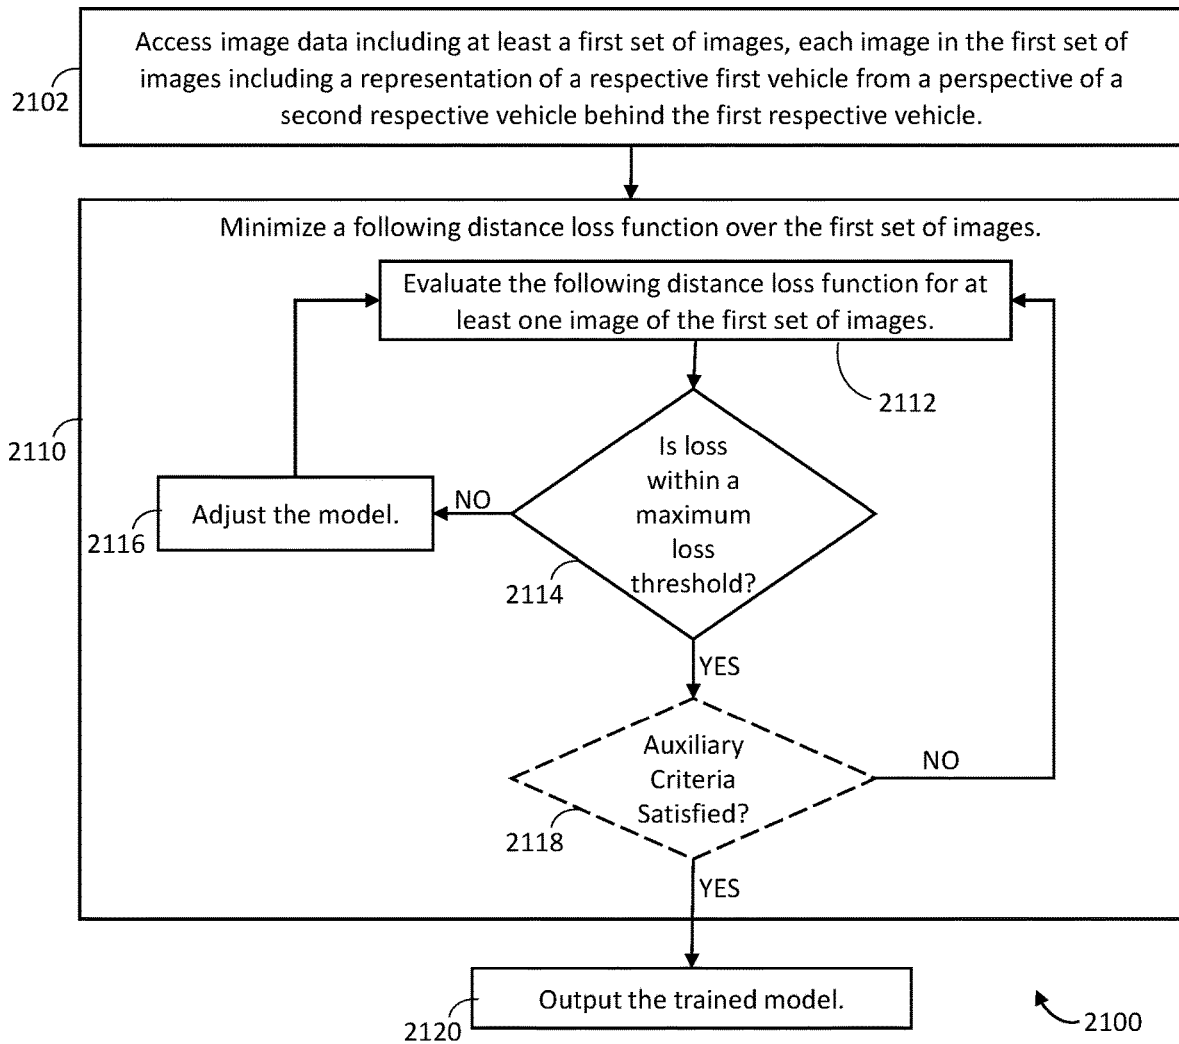 Access image data including at least a first set of images, each image in the first set of
images including a representation of a respective first vehicle from a perspective of a
second respective vehicle behind the first respective vehicle.
2102
Minimize a following distance loss function over the first set of images.
Evaluate the following distance loss function for at
least one image of the first set of images.
2112
2110
Is loss
within a
maximum
loss
threshold?
NO
Adjust the model.
2116
2114
YES
Auxiliary
Criteria
Satisfied?
NO
2118
YES
Output the trained model.
2120
2100